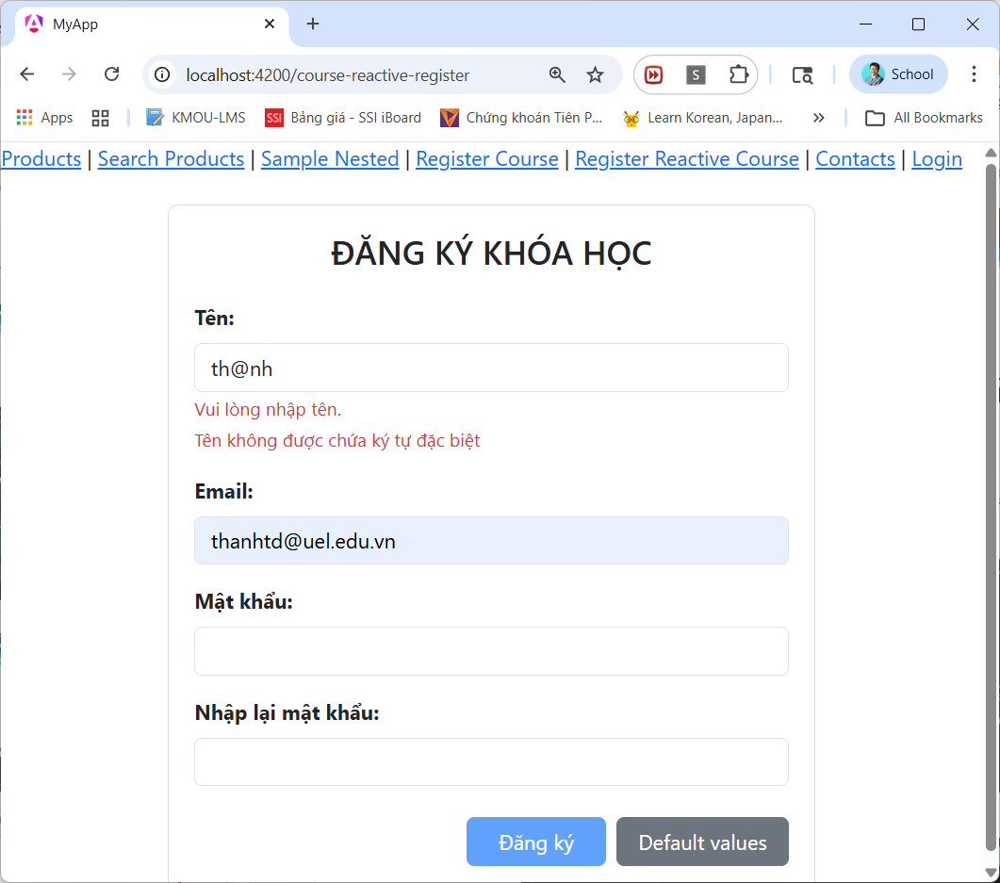 MyApp
localhost:4200/course-reactive-register
S
School
Apps
KMOU-LMS
SSI
Bảng giá - SSI iBoard
Chứng khoán Tiên P...
Learn Korean, Japan...
All Bookmarks
Products | Search Products | Sample Nested | Register Course | Register Reactive Course | Contacts | Login
ĐĂNG KÝ KHÓA HỌC
Tên:
th@nh
Vui lòng nhập tên.
Tên không được chứa ký tự đặc biệt
Email:
thanhtd@uel.edu.vn
Mật khẩu:
Nhập lại mật khẩu:
Đăng ký
Default values